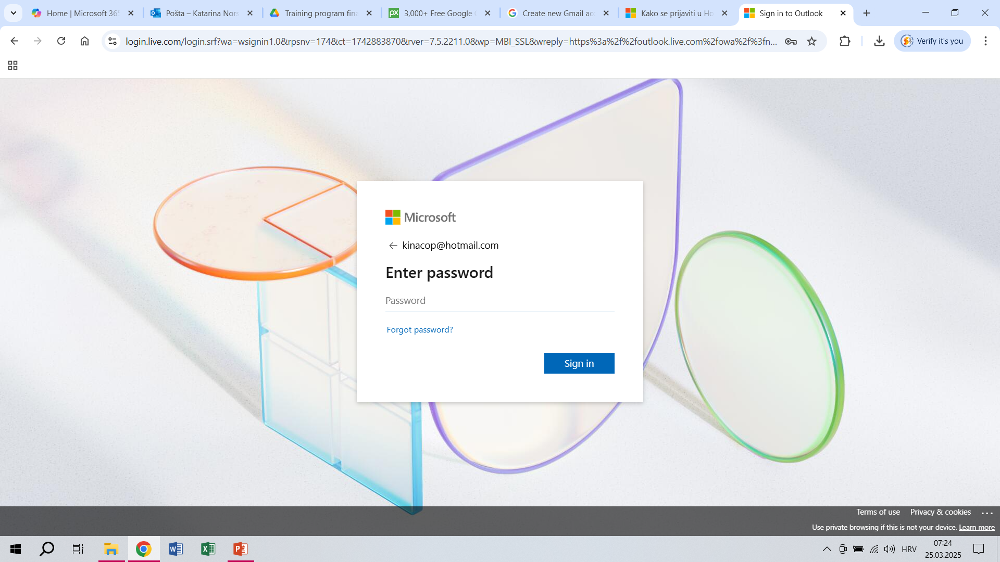 Home | Microsoft 365
Pošta – Katarina Nors
Training program fina
3,000+ Free Google
Create new Gmail acc
Kako se prijaviti u Ho
Sign in to Outlook
login.live.com/login.srf?wa=wsignin1.0&rpsnv=174&ct=1742883870&rver=7.5.2211.0&wp=MBI_SSL&wreply=https%3a%2f%2foutlook.live.com%2fowa%2f%3fn...
Verify it's you
Microsoft
kinacop@hotmail.com
Enter password
Password
Forgot password?
Sign in
Terms of use
Privacy & cookies
...
Use private browsing if this is not your device. Learn more
HRV
07:24
25.03.2025